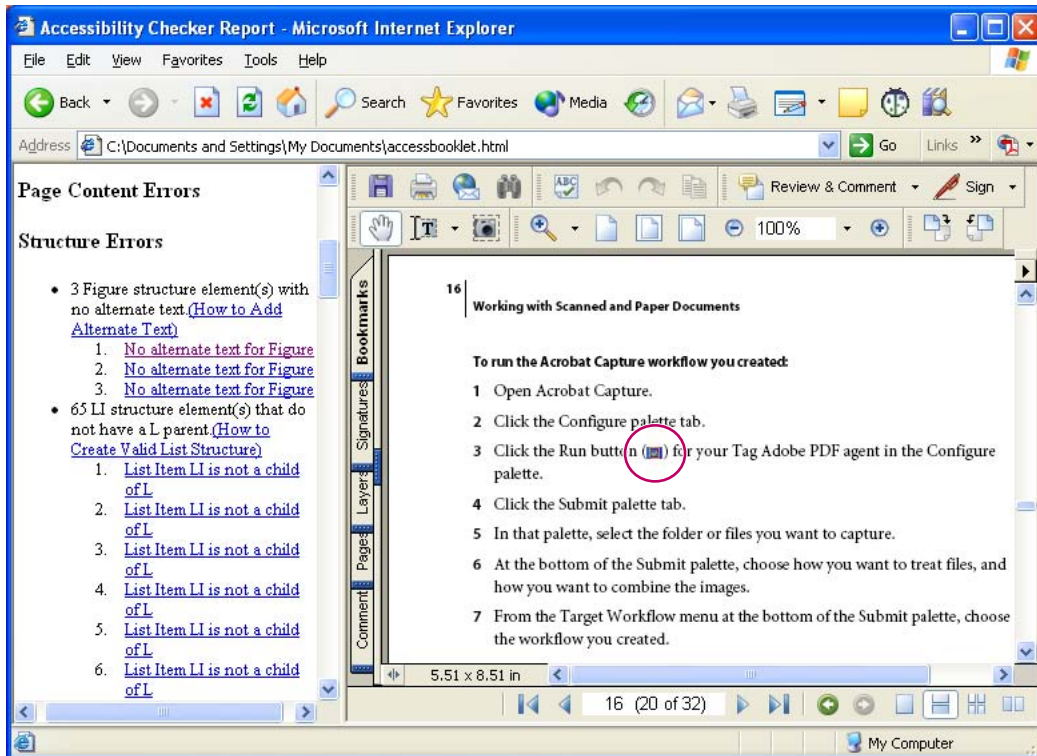 Accessibility Checker Report - Microsoft Internet Explorer
File Edit View Favorites Tools Help
Back Search Favorites Media
Address C:\Documents and Settings\My Documents\accessbooklet.html Go Links »
Page Content Errors
Structure Errors
• 3 Figure structure element(s) with
no alternate text.(How to Add
Alternate Text)
1. No alternate text for Figure
2. No alternate text for Figure
3. No alternate text for Figure
• 65 LI structure element(s) that do
not have a L parent.(How to
Create Valid List Structure)
1. List Item LI is not a child
of L
2. List Item LI is not a child
of L
3. List Item LI is not a child
of L
4. List Item LI is not a child
of L
5. List Item LI is not a child
of L
6. List Item LI is not a child
of L
ABC Review & Comment Sign
T 100%
Bookmarks
Signatures
Layers
Pages
Comment
16
Working with Scanned and Paper Documents
To run the Acrobat Capture workflow you created:
1 Open Acrobat Capture.
2 Click the Configure palette tab.
3 Click the Run button ( ) for your Tag Adobe PDF agent in the Configure
palette.
4 Click the Submit palette tab.
5 In that palette, select the folder or files you want to capture.
6 At the bottom of the Submit palette, choose how you want to treat files, and
how you want to combine the images.
7 From the Target Workflow menu at the bottom of the Submit palette, choose
the workflow you created.
5.51 x 8.51 in
16 (20 of 32)
My Computer